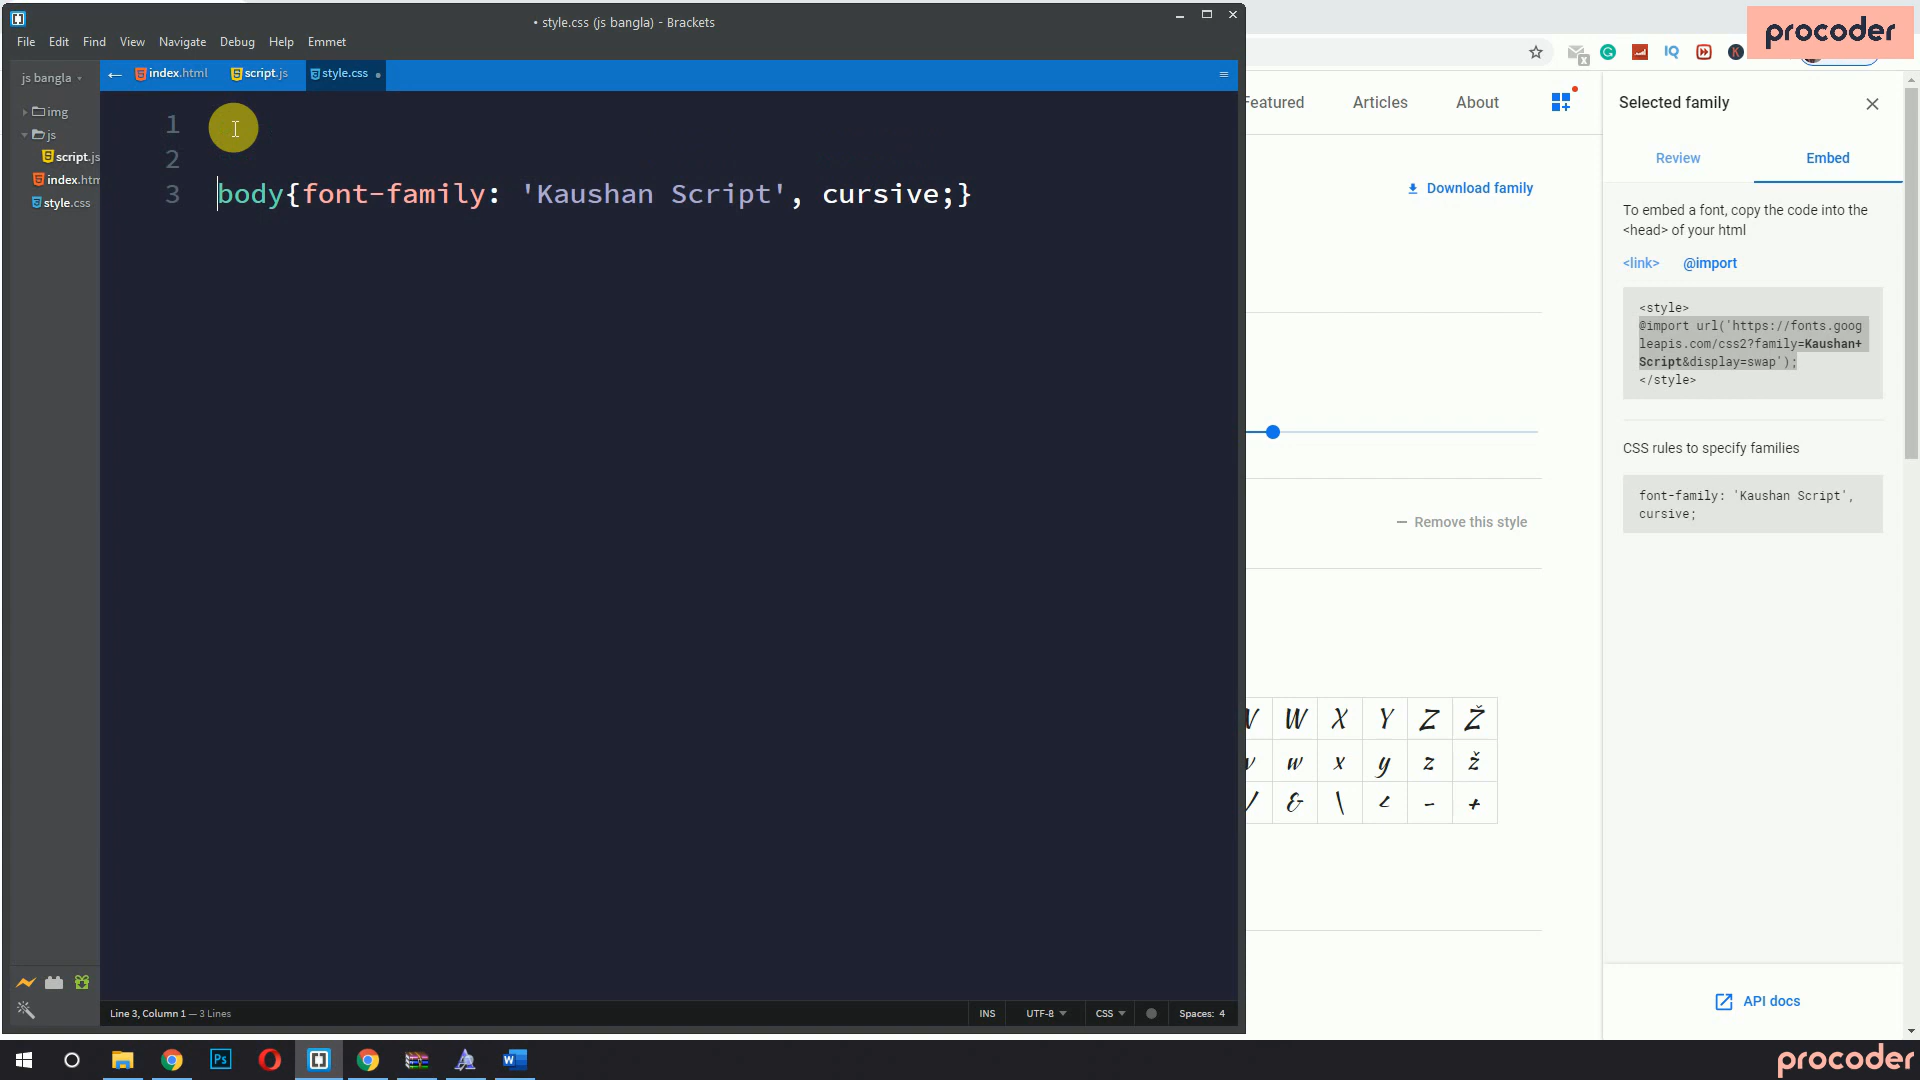 • style.css (js bangla) - Brackets
File Edit Find View Navigate Debug Help Emmet
js bangla
img
js
script.js
index.htm
style.css
index.html script.js style.css
1
2
3 body{font-family: 'Kaushan Script', cursive;}
Line 3, Column 1 — 3 Lines
INS UTF-8 CSS Spaces: 4
procoder
IQ
K
Featured Articles About
Download family
Remove this style
W X Y Z Ž
v w x y z ž
/ & \ < - +
Selected family
Review Embed
To embed a font, copy the code into the
<head> of your html
<link> @import
<style>
@import url('https://fonts.goog
leapis.com/css2?family=Kaushan+
Script&display=swap');
</style>
CSS rules to specify families
font-family: 'Kaushan Script',
cursive;
API docs
Ps
procoder